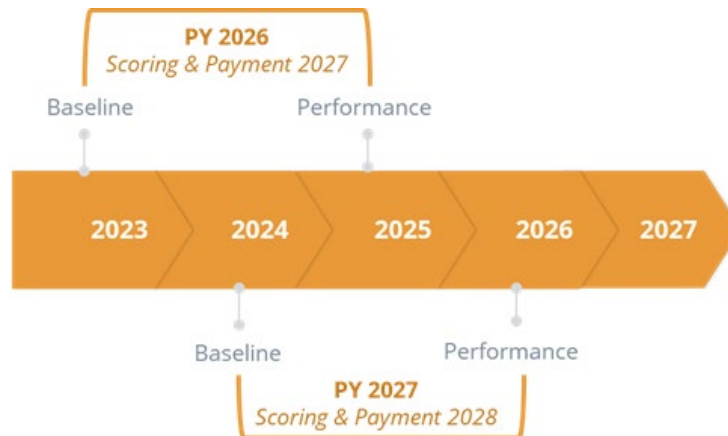 PY 2026
Scoring & Payment 2027
Baseline Performance
2023 2024 2025 2026 2027
Baseline Performance
PY 2027
Scoring & Payment 2028